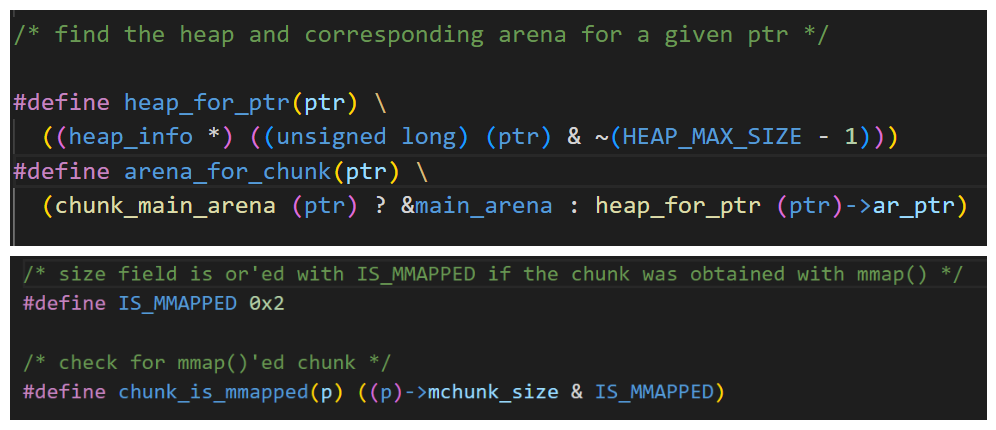 /* find the heap and corresponding arena for a given ptr */
#define heap_for_ptr(ptr) \
((heap_info *) ((unsigned long) (ptr) & ~(HEAP_MAX_SIZE - 1)))
#define arena_for_chunk(ptr) \
(chunk_main_arena (ptr) ? &main_arena : heap_for_ptr (ptr)->ar_ptr)
/* size field is or'ed with IS_MMAPPED if the chunk was obtained with mmap() */
#define IS_MMAPPED 0x2
/* check for mmap()'ed chunk */
#define chunk_is_mmapped(p) ((p)->mchunk_size & IS_MMAPPED)